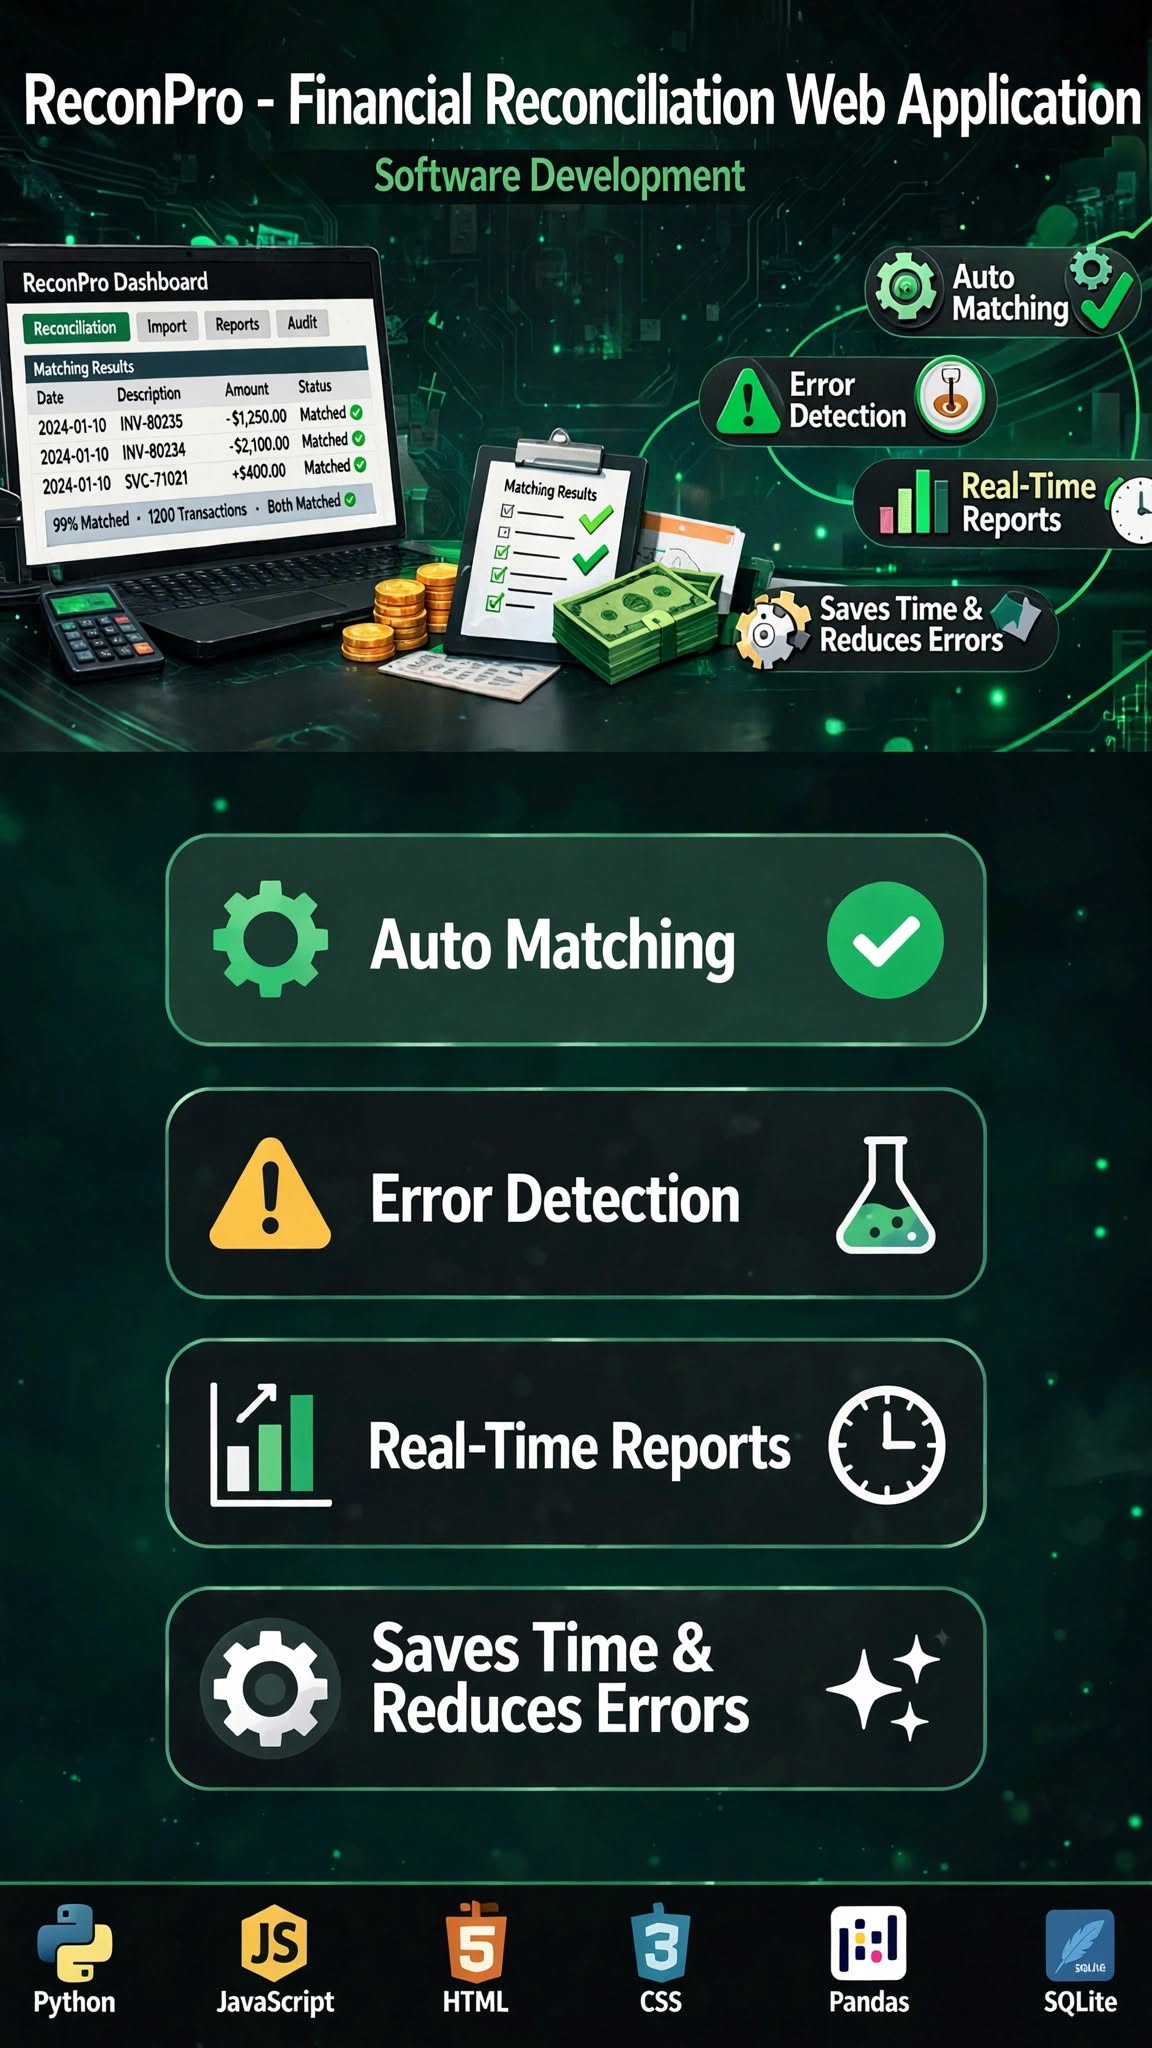 ReconPro - Financial Reconciliation Web Application
Software Development
ReconPro Dashboard
Reconciliation Import Reports Audit
Matching Results
Date Description Amount Status
2024-01-10 INV-80235 -$1,250.00 Matched
2024-01-10 INV-80234 -$2,100.00 Matched
2024-01-10 SVC-71021 +$400.00 Matched
99% Matched · 1200 Transactions · Both Matched
Matching Results
Auto
Matching
Error
Detection
Real-Time
Reports
Saves Time &
Reduces Errors
Auto Matching
Error Detection
Real-Time Reports
Saves Time &
Reduces Errors
JS
5
3
SQLite
Python JavaScript HTML CSS Pandas SQLite